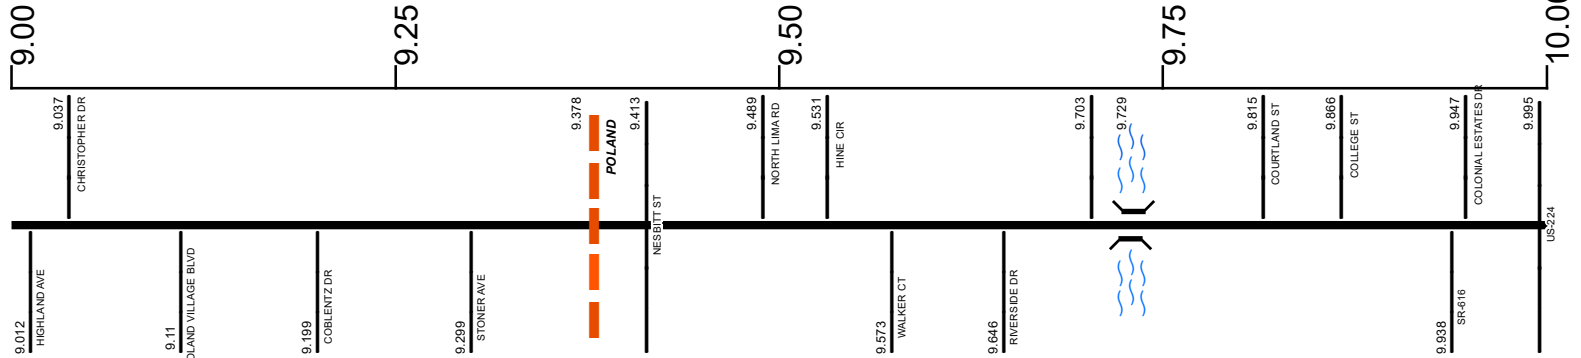 9.00
9.25
9.50
9.75
10.00
9.037
CHRISTOPHER DR
9.378
POLAND
9.413
NESBITT ST
9.489
NORTH LIMA RD
9.531
HINE CIR
9.703
9.729
9.815
COURTLAND ST
9.866
COLLEGE ST
9.947
COLONIAL ESTATES DR
9.995
US-224
9.012
HIGHLAND AVE
9.11
OLAND VILLAGE BLVD
9.199
COBLENTZ DR
9.299
STONER AVE
9.573
WALKER CT
9.646
RIVERSIDE DR
9.938
SR-616